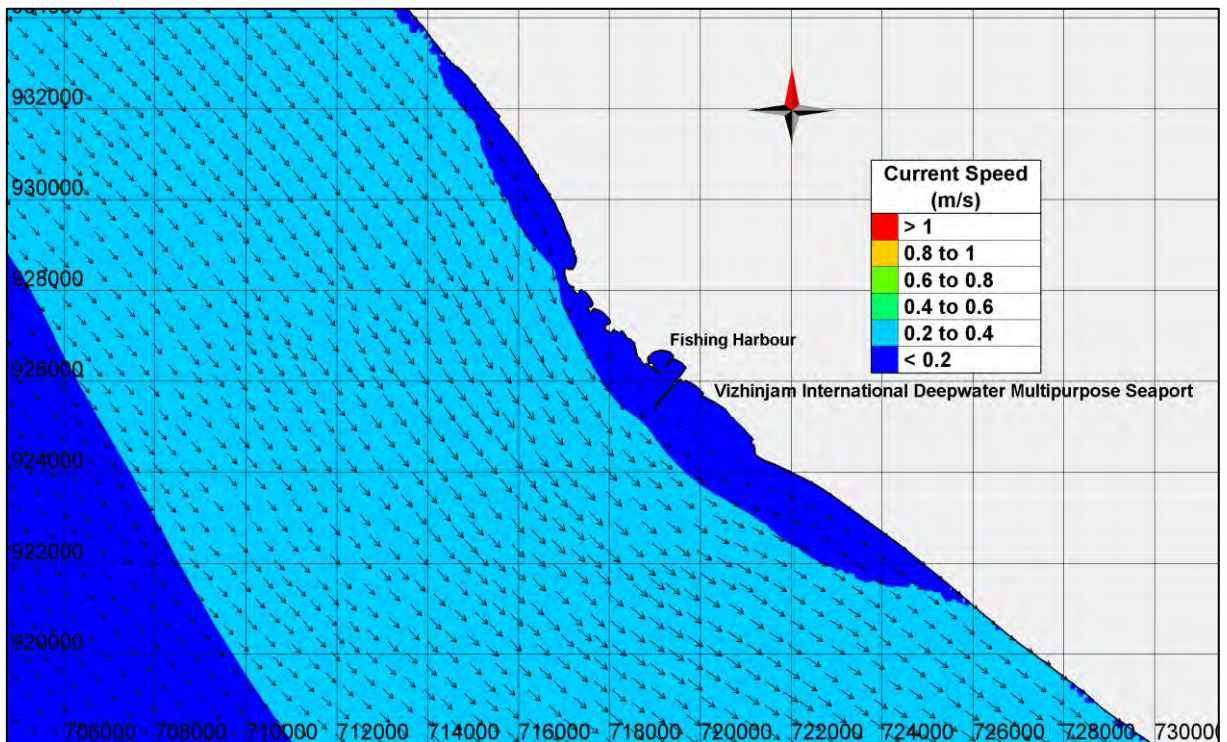 934000
932000
930000
928000
926000
924000
922000
920000
Current Speed
(m/s)
> 1
0.8 to 1
0.6 to 0.8
0.4 to 0.6
0.2 to 0.4
< 0.2
Fishing Harbour
Vizhinjam International Deepwater Multipurpose Seaport
706000 708000 710000 712000 714000 716000 718000 720000 722000 724000 726000 728000 730000